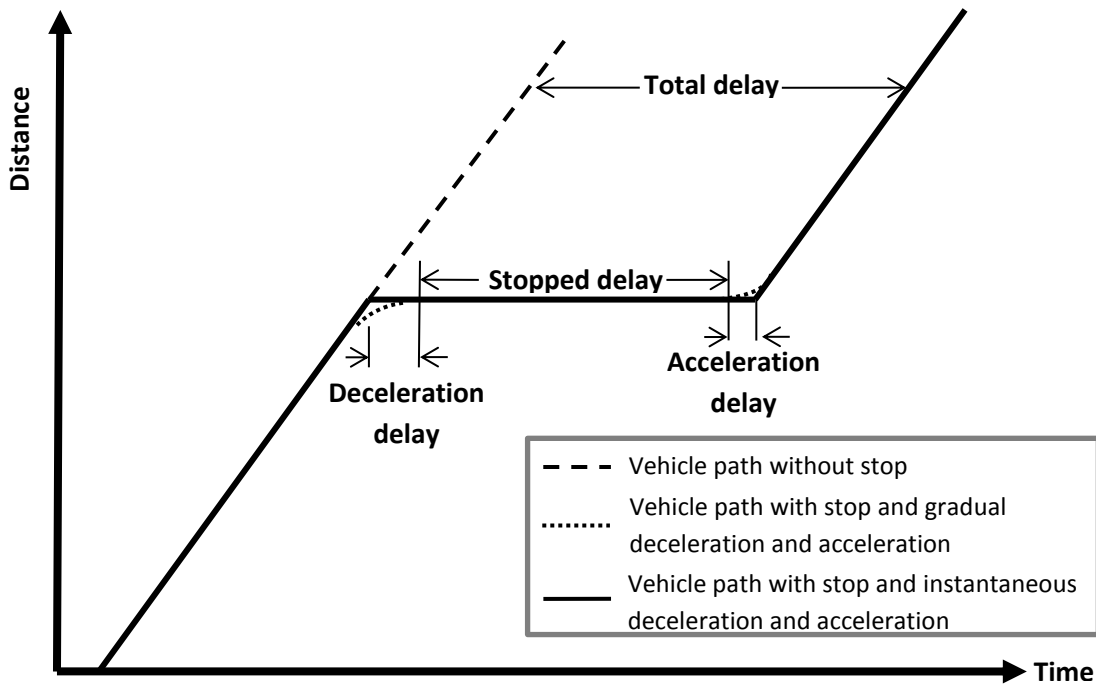 Distance
Total delay
Stopped delay
Deceleration
delay
Acceleration
delay
Vehicle path without stop
Vehicle path with stop and gradual
deceleration and acceleration
Vehicle path with stop and instantaneous
deceleration and acceleration
Time